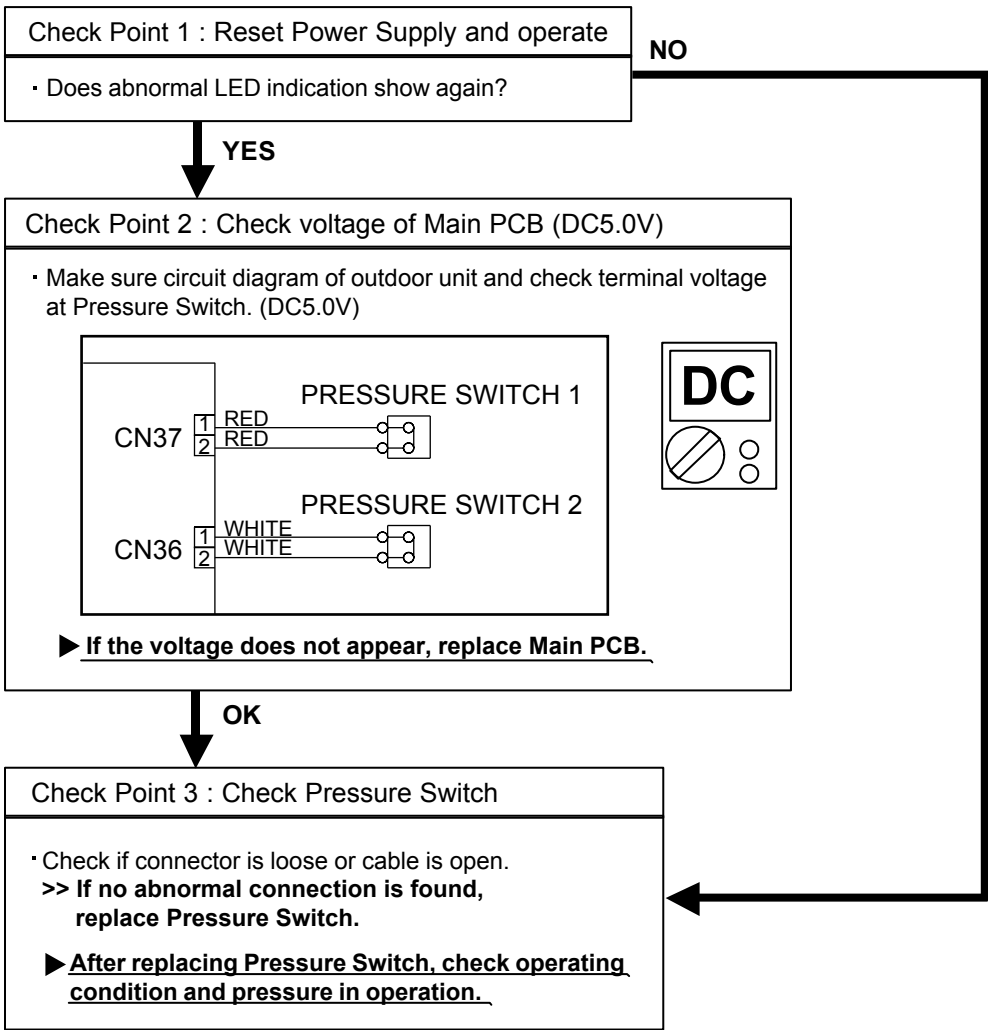 Check Point 1 : Reset Power Supply and operate
NO
· Does abnormal LED indication show again?
YES
Check Point 2 : Check voltage of Main PCB (DC5.0V)
· Make sure circuit diagram of outdoor unit and check terminal voltage
at Pressure Switch. (DC5.0V)
DC
PRESSURE SWITCH 1
CN37
1 RED
2 RED
PRESSURE SWITCH 2
CN36
1 WHITE
2 WHITE
▶ If the voltage does not appear, replace Main PCB.
OK
Check Point 3 : Check Pressure Switch
· Check if connector is loose or cable is open.
>> If no abnormal connection is found,
replace Pressure Switch.
▶ After replacing Pressure Switch, check operating
condition and pressure in operation.